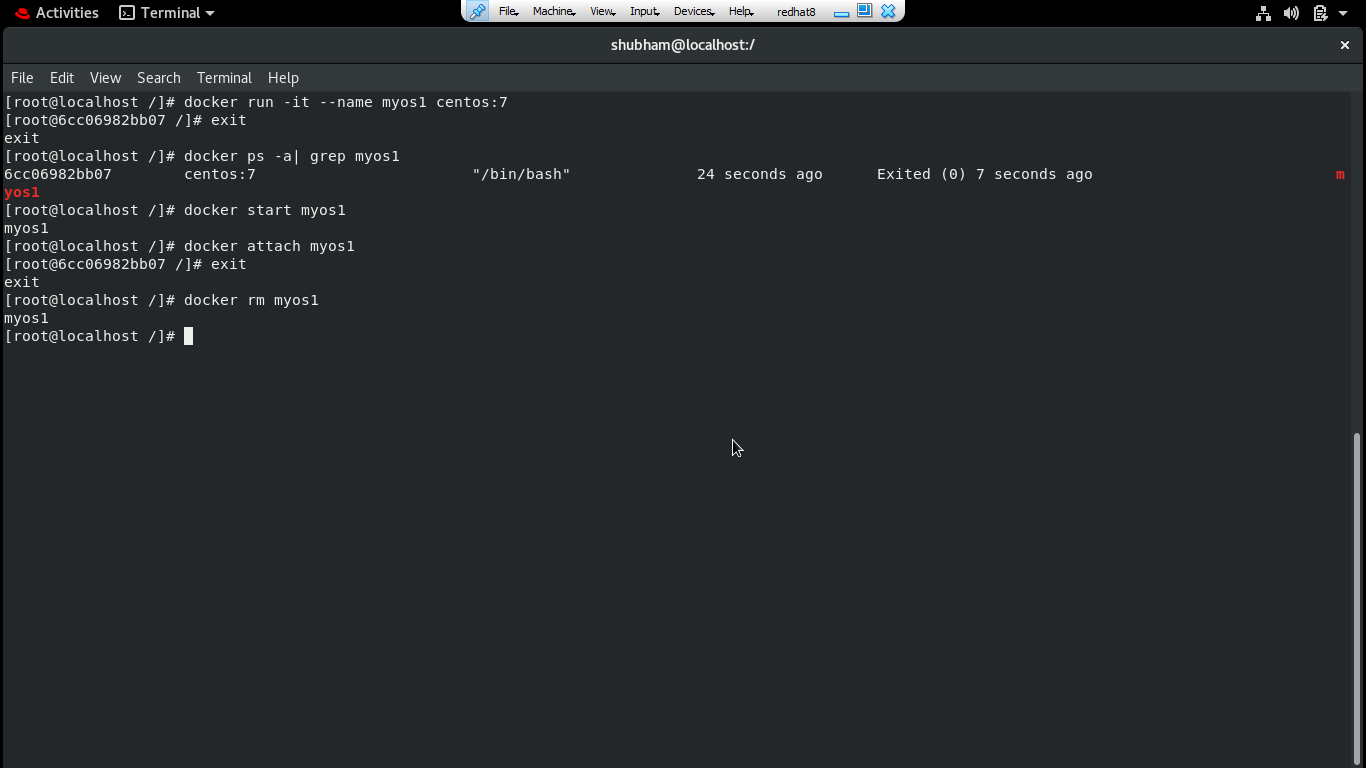 Activities Terminal
File Machine View Input Devices Help redhat8
shubham@localhost:/
File Edit View Search Terminal Help
[root@localhost /]# docker run -it --name myos1 centos:7
[root@6cc06982bb07 /]# exit
exit
[root@localhost /]# docker ps -a| grep myos1
6cc06982bb07 centos:7 "/bin/bash" 24 seconds ago Exited (0) 7 seconds ago m
yos1
[root@localhost /]# docker start myos1
myos1
[root@localhost /]# docker attach myos1
[root@6cc06982bb07 /]# exit
exit
[root@localhost /]# docker rm myos1
myos1
[root@localhost /]#